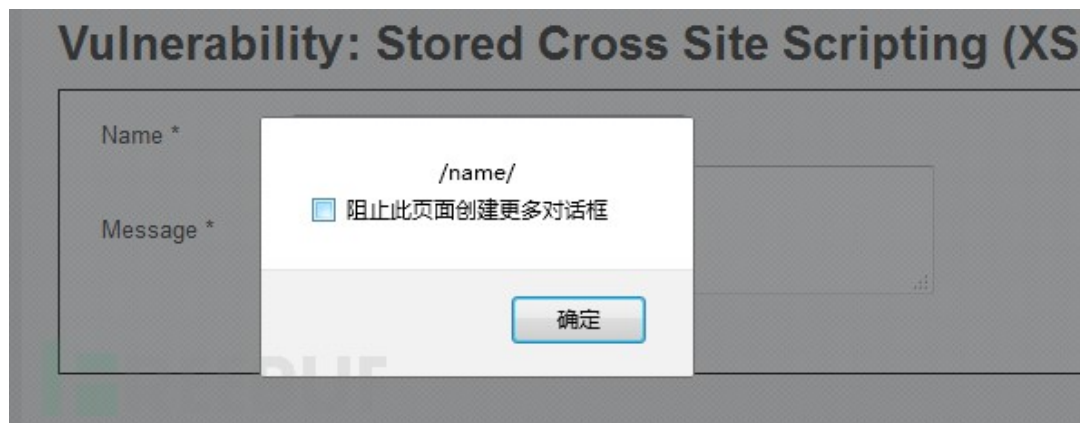 Vulnerability: Stored Cross Site Scripting (XS
Name *
/name/
阻止此页面创建更多对话框
Message *
确定